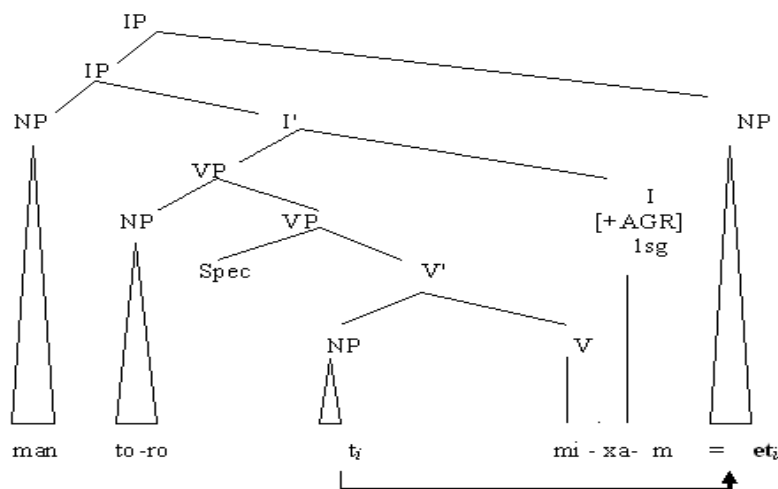 IP
IP
NP I' NP
VP
I
NP VP [+AGR]
1sg
Spec V'
NP V
man to -ro tᵢ mi - xa- m = etᵢ